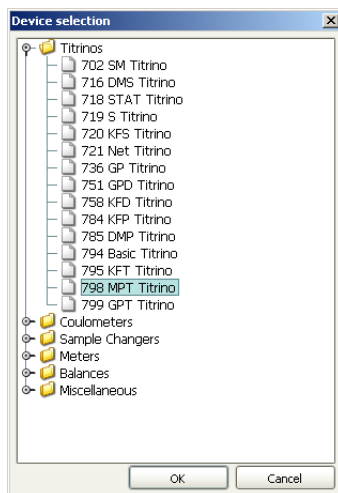 Device selection
Titrinos
702 SM Titrino
716 DMS Titrino
718 STAT Titrino
719 S Titrino
720 KFS Titrino
721 Net Titrino
736 GP Titrino
751 GPD Titrino
758 KFD Titrino
784 KFP Titrino
785 DMP Titrino
794 Basic Titrino
795 KFT Titrino
798 MPT Titrino
799 GPT Titrino
Coulometers
Sample Changers
Meters
Balances
Miscellaneous
OK Cancel